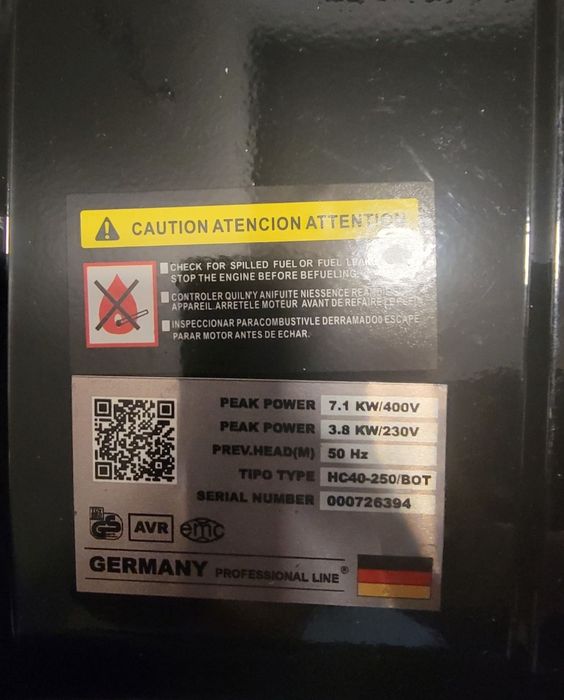 CAUTION ATENCION ATTENTION
CHECK FOR SPILLED FUEL OR FUEL
STOP THE ENGINE BEFORE BEFUELING
CONTROLER QUILN'Y ANIFUITE NIESSENCE
APPAREIL. ARRETELE MOTEUR AVANT DE REFAIRE
INSPECCIONAR PARACOMBUSTIVLE DERRAMADOO ESCAPE
PARAR MOTOR ANTES DE ECHAR.
PEAK POWER 7.1 KW/400V
PEAK POWER 3.8 KW/230V
PREV.HEAD(M) 50 Hz
TIPO TYPE HC40-250/BOT
SERIAL NUMBER 000726394
GS AVR emc
GERMANY PROFESSIONAL LINE®